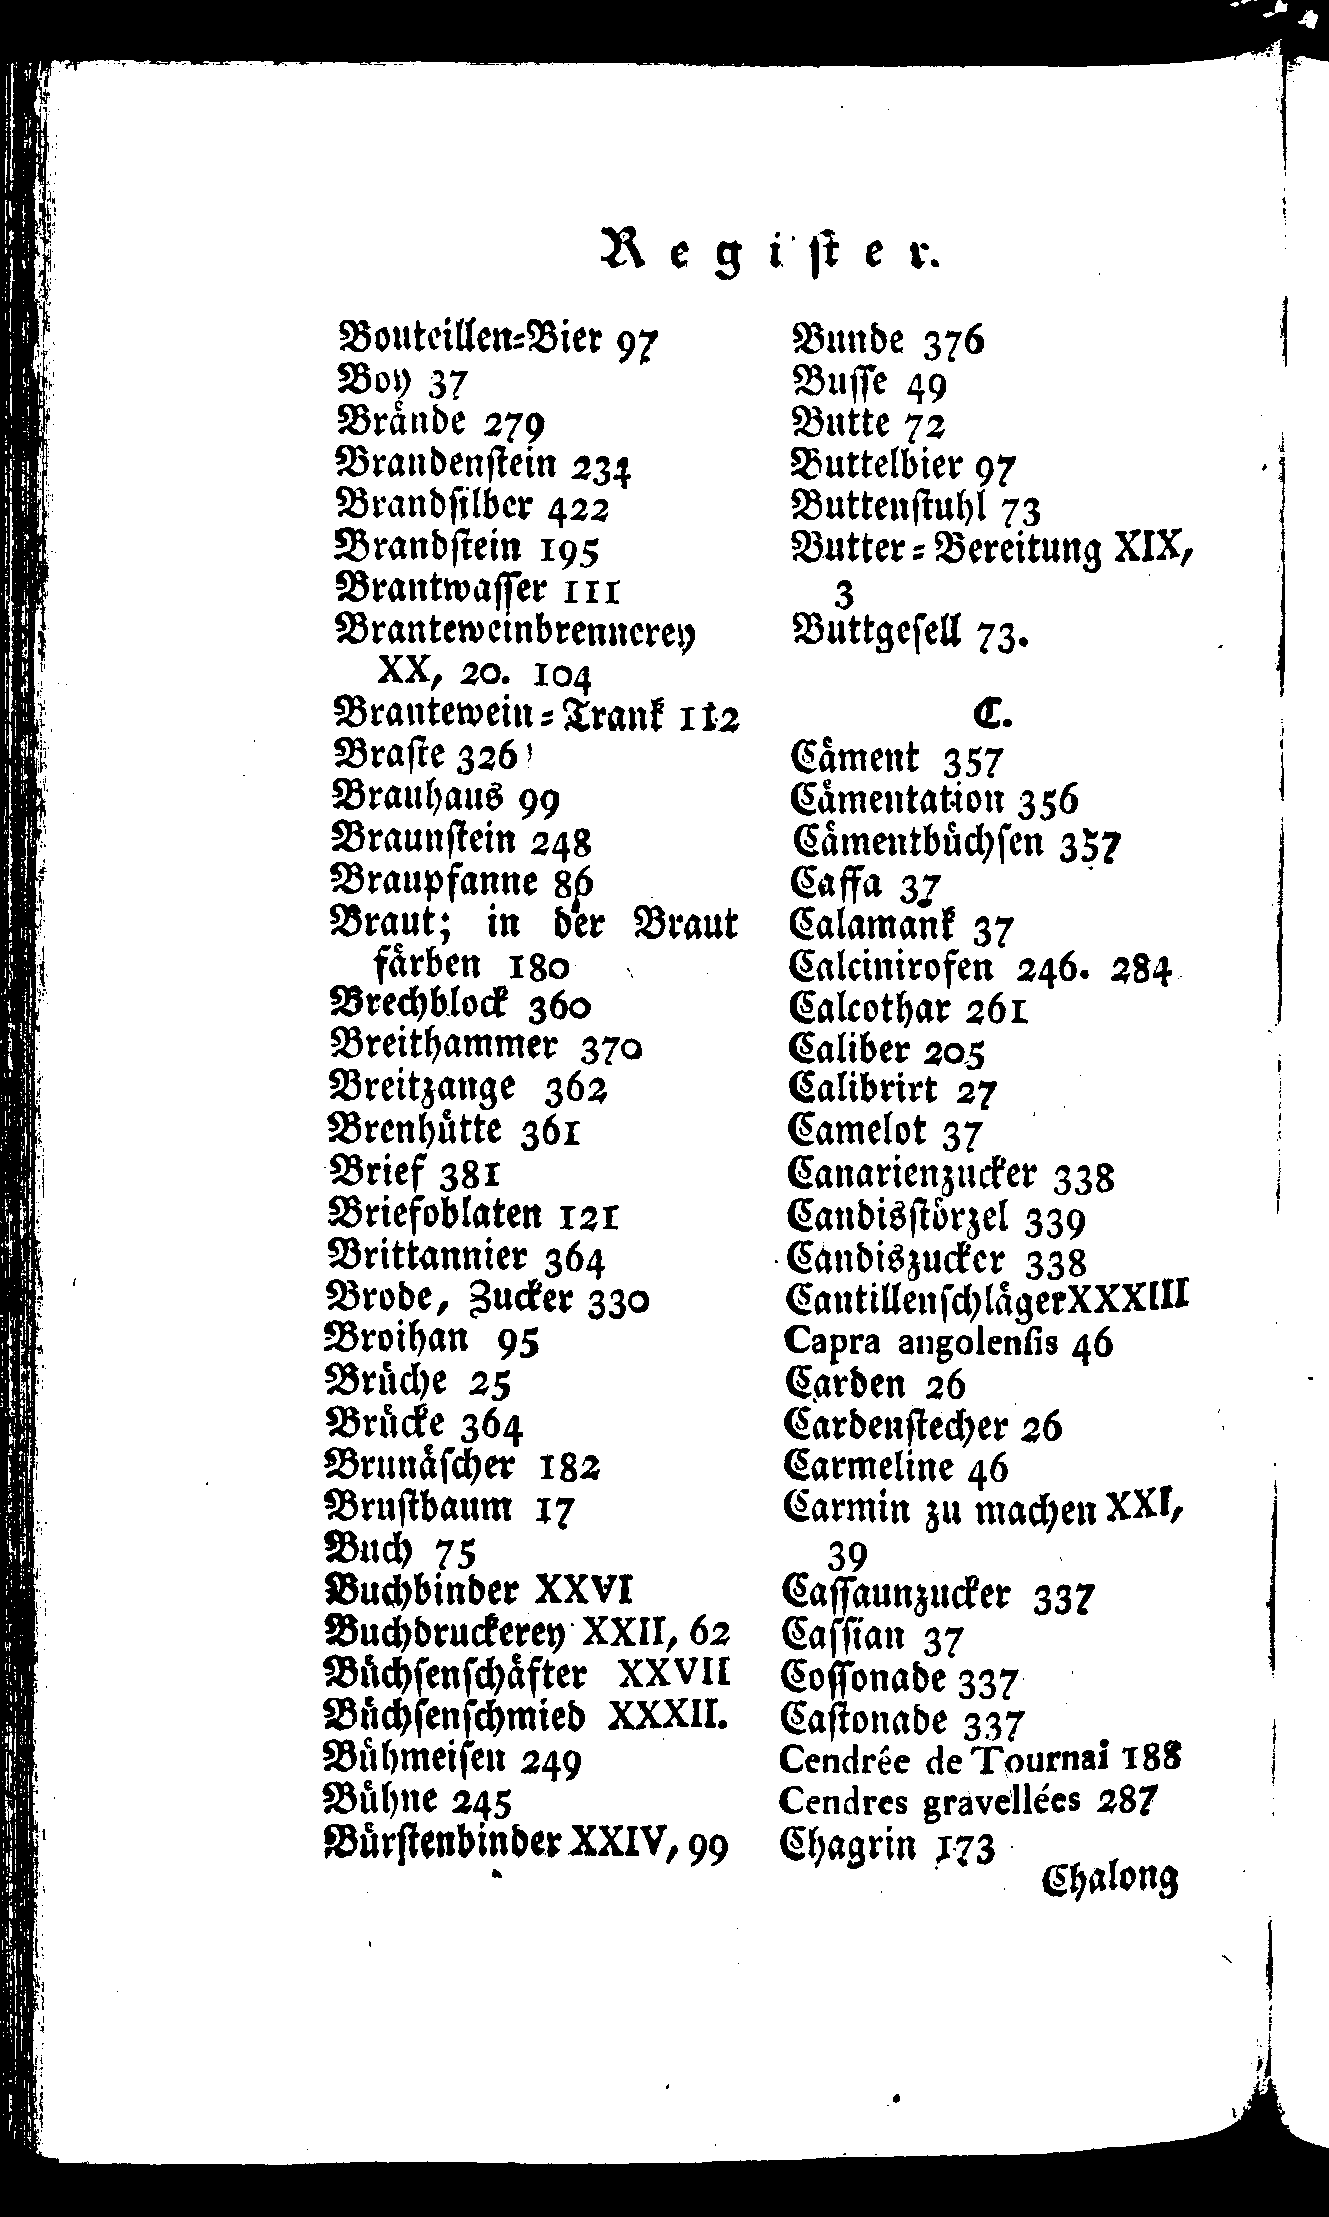 Register.
Bouteillen=Bier 97
Boy 37
Brände 279
Brandenstein 234
Brandsilber 422
Brandstein 195
Brantwasser 111
Branteweinbrennerey
XX, 20. 104
Brantewein=Trank 112
Braste 326
Brauhaus 99
Braunstein 248
Braupfanne 86
Braut; in der Braut
färben 180
Brechblock 360
Breithammer 370
Breitzange 362
Brenhütte 361
Brief 381
Briefoblaten 121
Brittannier 364
Brode, Zucker 330
Broihan 95
Brüche 25
Brücke 364
Brunäscher 182
Brustbaum 17
Buch 75
Buchbinder XXVI
Buchdruckerey XXII, 62
Büchsenschäfter XXVII
Büchsenschmied XXXII.
Bühmeisen 249
Bühne 245
Bürstenbinder XXIV, 99
Bunde 376
Busse 49
Butte 72
Buttelbier 97
Buttenstuhl 73
Butter=Bereitung XIX,
3
Buttgesell 73.
C.
Cäment 357
Cämentation 356
Cämentbüchsen 357
Caffa 37
Calamank 37
Calcinirofen 246. 284
Calcothar 261
Caliber 205
Calibrirt 27
Camelot 37
Canarienzucker 338
Candisstörzel 339
Candiszucker 338
Cantillenschläger XXXIII
Capra angolensis 46
Carden 26
Cardenstecher 26
Carmeline 46
Carmin zu machen XXI,
39
Cassaunzucker 337
Cassian 37
Cossonade 337
Castonade 337
Cendrée de Tournai 188
Cendres gravellées 287
Chagrin 173
Chalong